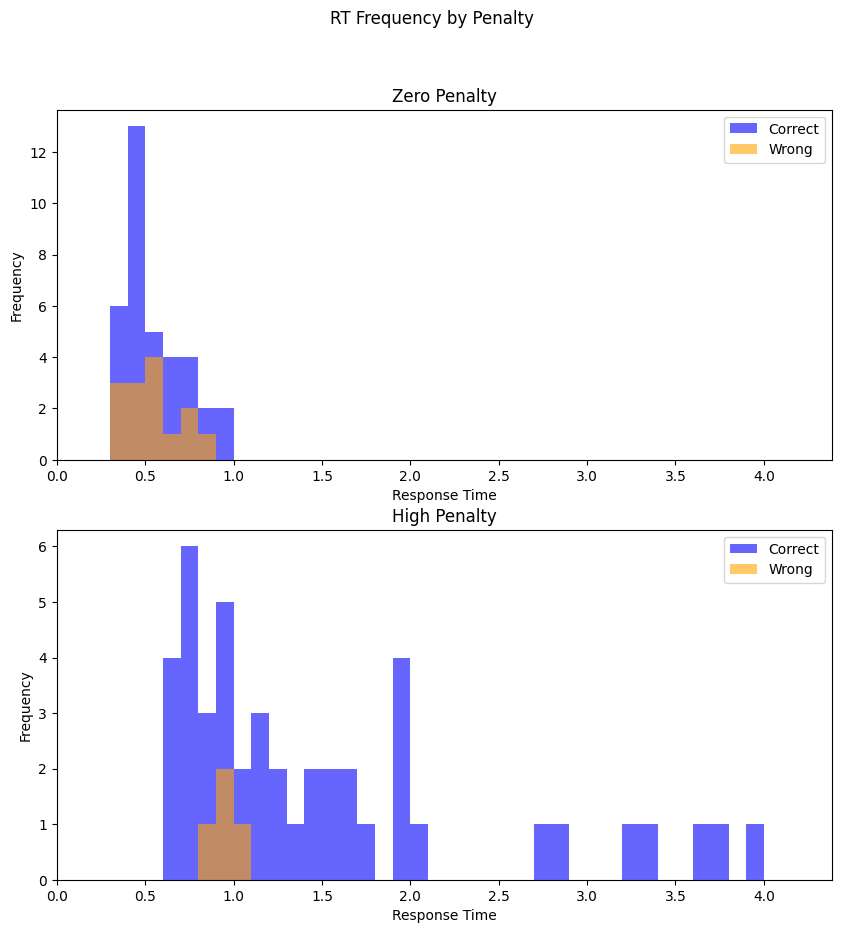 RT Frequency by Penalty
Zero Penalty
Correct
Wrong
12
10
8
6
4
2
0
Frequency
0.0 0.5 1.0 1.5 2.0 2.5 3.0 3.5 4.0
Response Time
High Penalty
Correct
Wrong
6
5
4
3
2
1
0
Frequency
0.0 0.5 1.0 1.5 2.0 2.5 3.0 3.5 4.0
Response Time